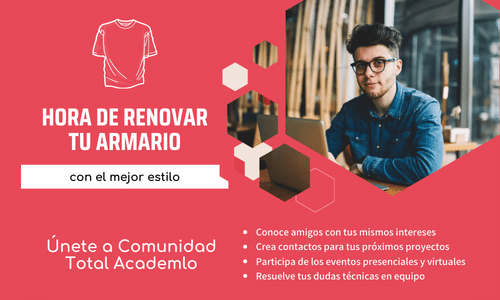 HORA DE RENOVAR
TU ARMARIO
con el mejor estilo
Únete a Comunidad
Total Academlo
Conoce amigos con tus mismos intereses
Crea contactos para tus próximos proyectos
Participa de los eventos presenciales y virtuales
Resuelve tus dudas técnicas en equipo